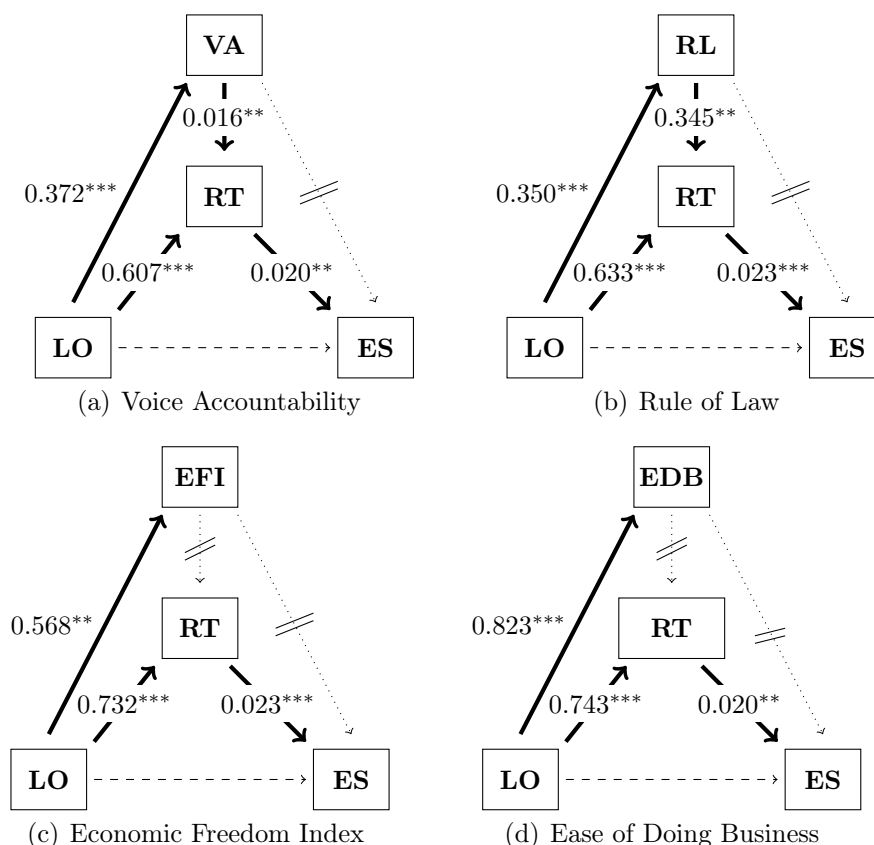 VA
0.016**
0.372***
RT
0.607***
0.020**
LO
ES
(a) Voice Accountability
RL
0.345**
0.350***
RT
0.633***
0.023***
LO
ES
(b) Rule of Law
EFI
0.568**
RT
0.732***
0.023***
LO
ES
(c) Economic Freedom Index
EDB
0.823***
RT
0.743***
0.020**
LO
ES
(d) Ease of Doing Business